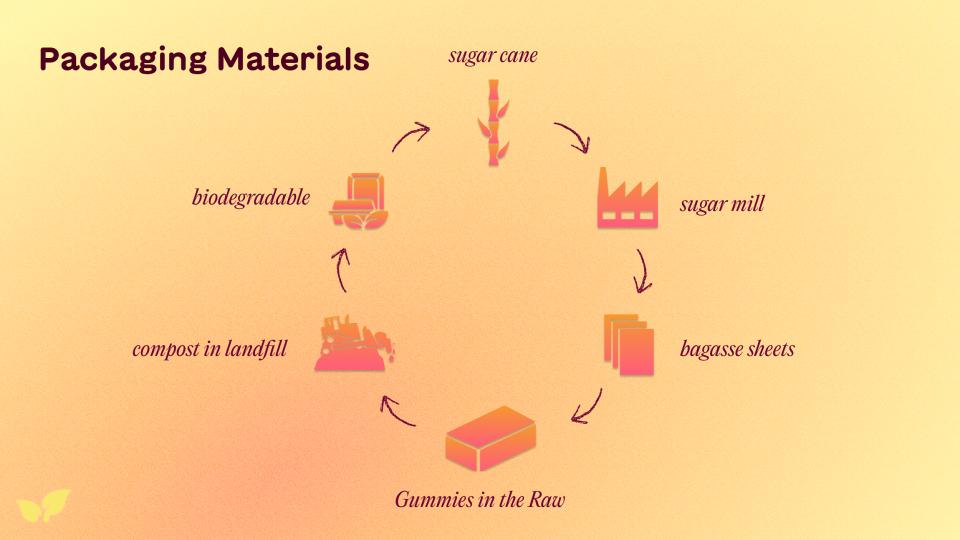 Packaging Materials
sugar cane
sugar mill
bagasse sheets
Gummies in the Raw
compost in landfill
biodegradable